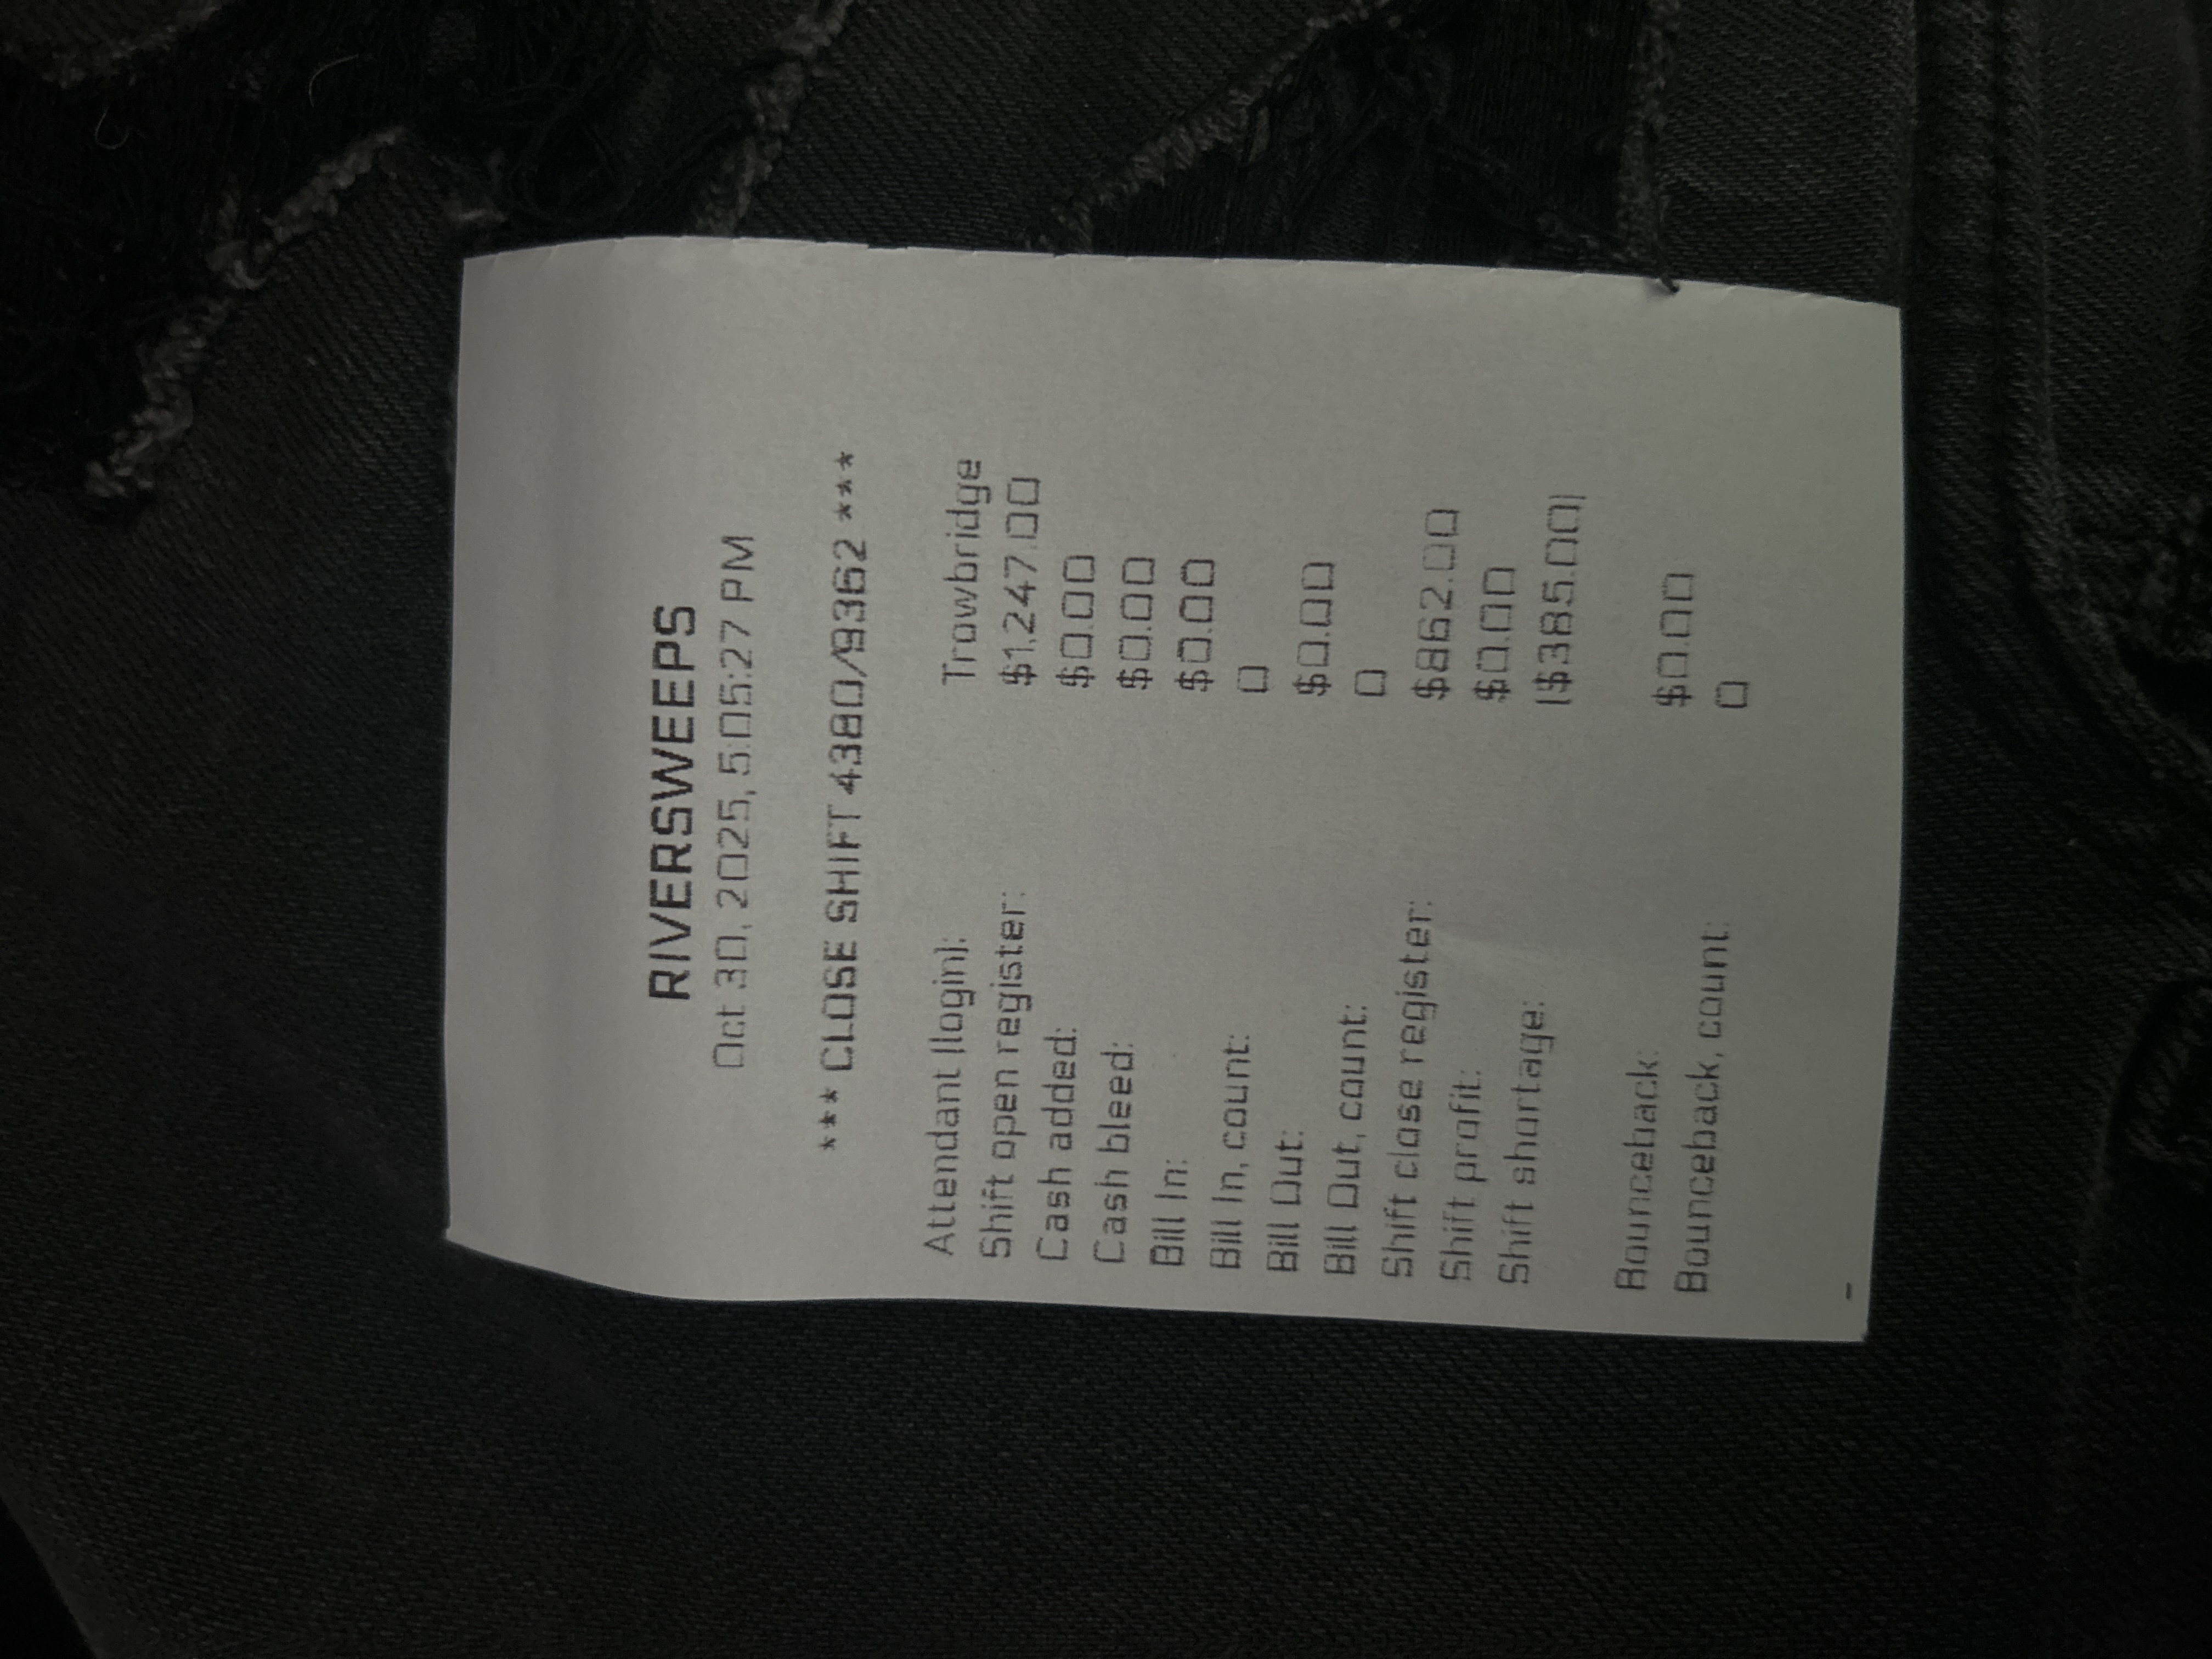 RIVERSWEEPS
Oct 30, 2025, 5:05:27 PM
*** CLOSE SHIFT 4380/9362 ***
Attendant (login): Trowbridge
Shift open register: $1,247.00
Cash added: $0.00
Cash bleed: $0.00
Bill In: $0.00
Bill In, count: 0
Bill Out: $0.00
Bill Out, count: 0
Shift close register: $862.00
Shift profit: $0.00
Shift shortage: ($385.00)
Bounceback: $0.00
Bounceback, count: 0
-